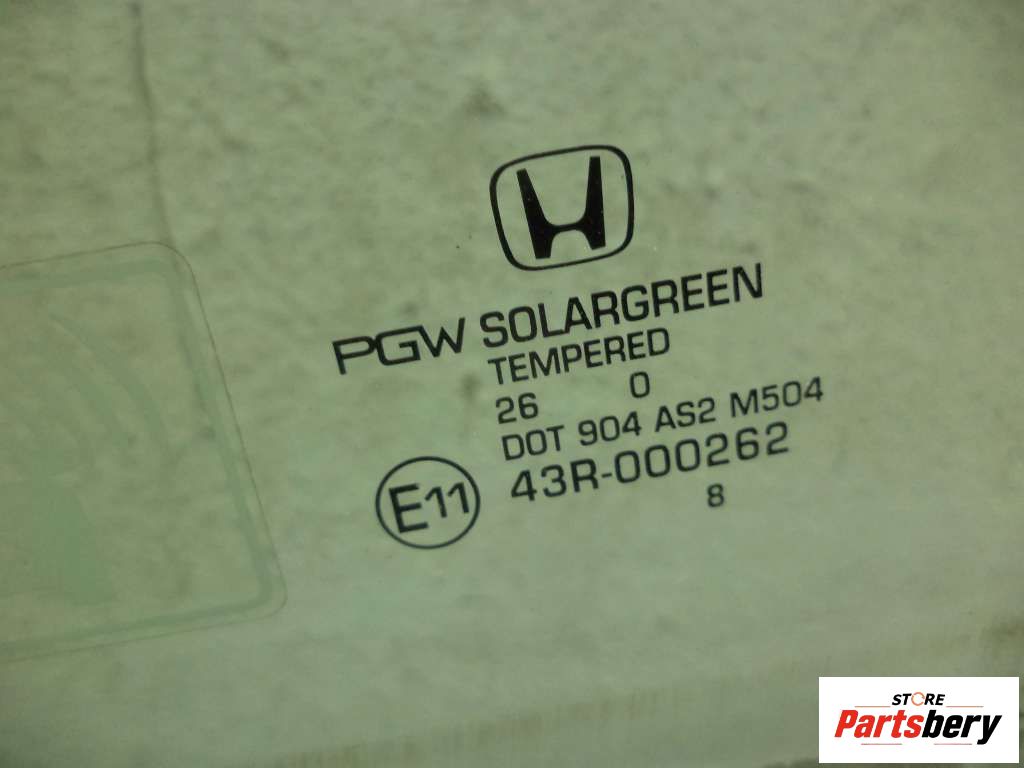 PGW SOLARGREEN
TEMPERED
26 0
DOT 904 AS2 M504
E11 43R-000262
8
STORE
Partsbery